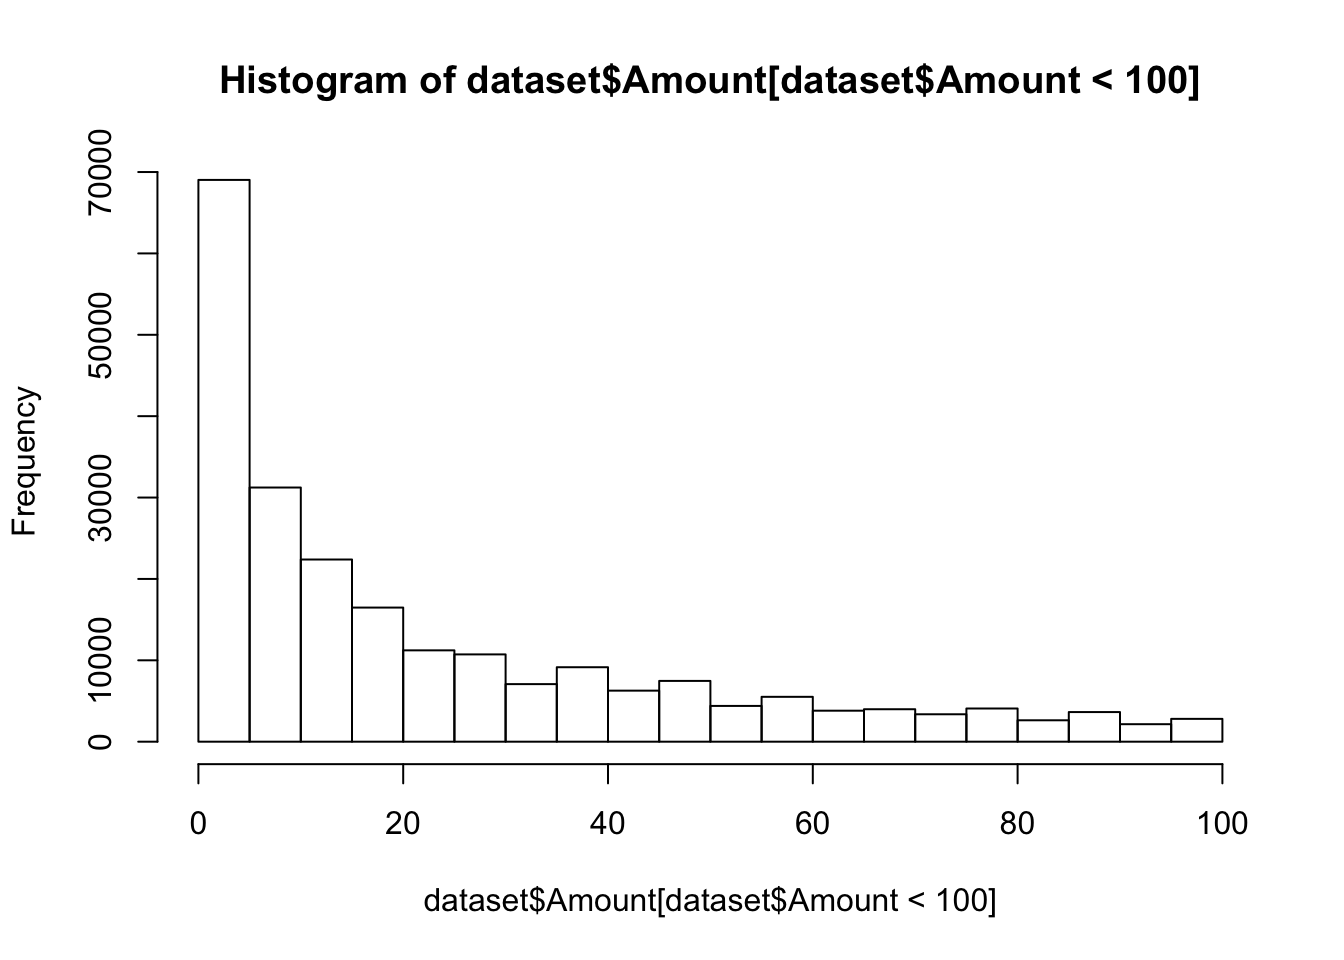 Histogram of dataset$Amount[dataset$Amount < 100]
Frequency
70000
50000
30000
10000
0
0 20 40 60 80 100
dataset$Amount[dataset$Amount < 100]